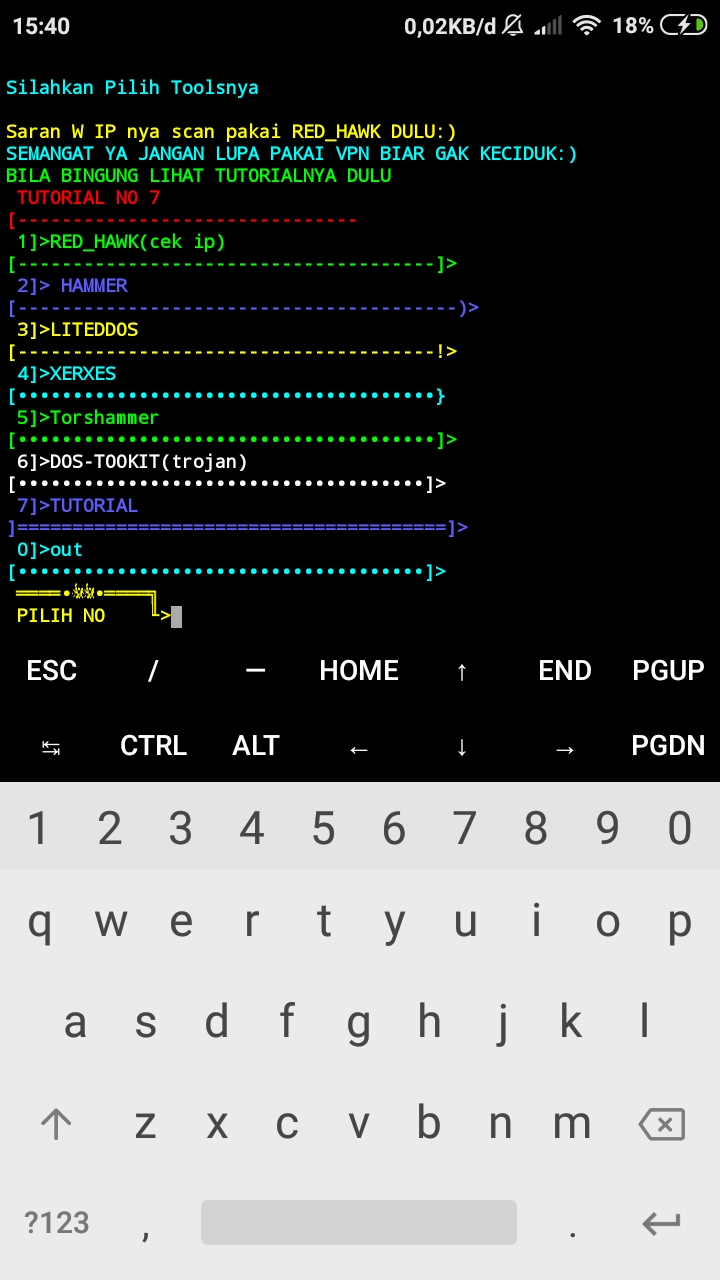 15:40 0,02KB/d 18%
Silahkan Pilih Toolsnya
Saran W IP nya scan pakai RED_HAWK DULU:)
SEMANGAT YA JANGAN LUPA PAKAI VPN BIAR GAK KECIDUK:)
BILA BINGUNG LIHAT TUTORIALNYA DULU
TUTORIAL NO 7
[-------------------------------
1]>RED_HAWK(cek ip)
[--------------------------------------]>
2]> HAMMER
[----------------------------------------)>
3]>LITEDDOS
[--------------------------------------!>
4]>XERXES
[••••••••••••••••••••••••••••••••••••••}
5]>Torshammer
[••••••••••••••••••••••••••••••••••••••]>
6]>DOS-TOOKIT(trojan)
[•••••••••••••••••••••••••••••••••••••]>
7]>TUTORIAL
]=======================================]>
0]>out
[•••••••••••••••••••••••••••••••••••••]>
PILIH NO ╙>
ESC / — HOME ↑ END PGUP
↹ CTRL ALT ← ↓ → PGDN
1 2 3 4 5 6 7 8 9 0
q w e r t y u i o p
a s d f g h j k l
z x c v b n m
?123 , .